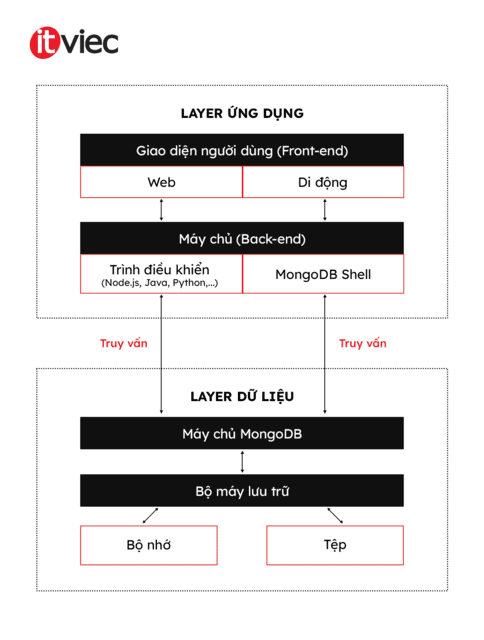 itviec
LAYER ỨNG DỤNG
Giao diện người dùng (Front-end)
Web
Di động
Máy chủ (Back-end)
Trình điều khiển
(Node.js, Java, Python,...)
MongoDB Shell
Truy vấn
Truy vấn
LAYER DỮ LIỆU
Máy chủ MongoDB
Bộ máy lưu trữ
Bộ nhớ
Tệp